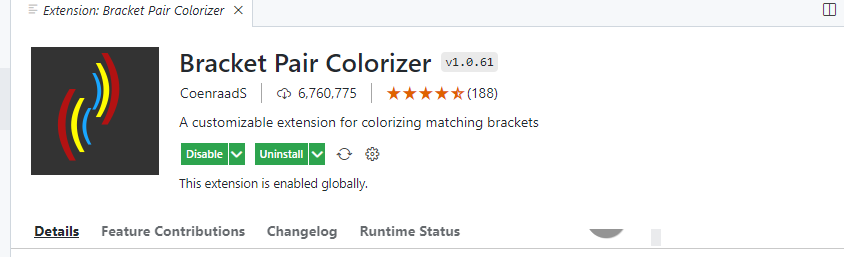 Extension: Bracket Pair Colorizer
Bracket Pair Colorizer v1.0.61
CoenraadS 6,760,775 (188)
A customizable extension for colorizing matching brackets
Disable Uninstall
This extension is enabled globally.
Details Feature Contributions Changelog Runtime Status